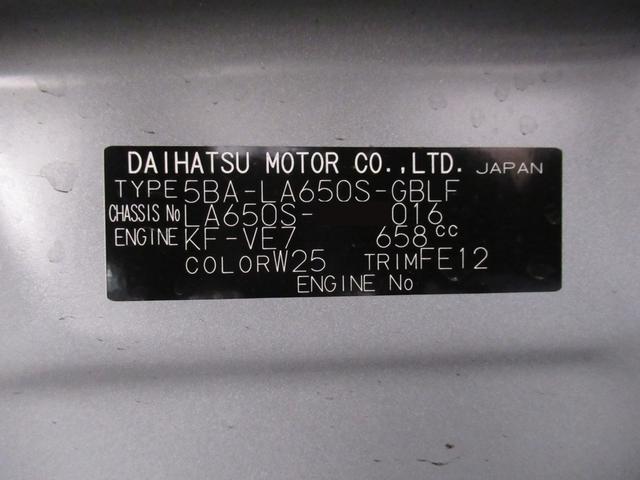 DAIHATSU MOTOR CO.,LTD. JAPAN
TYPE 5BA-LA650S-GBLF
CHASSIS No LA650S- 016
ENGINE KF-VE7 658cc
COLOR W25 TRIM FE12
ENGINE No